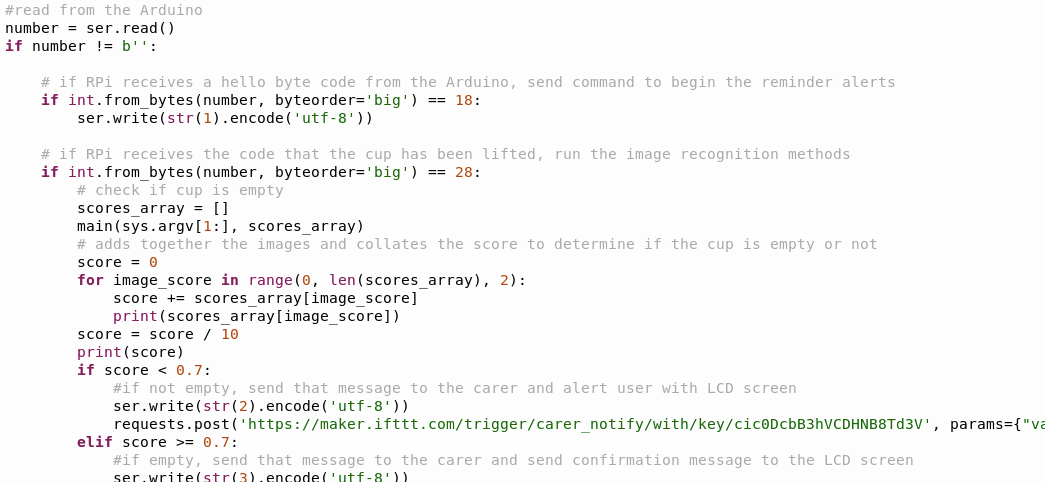 #read from the Arduino
number = ser.read()
if number != b'':
# if RPi receives a hello byte code from the Arduino, send command to begin the reminder alerts
if int.from_bytes(number, byteorder='big') == 18:
ser.write(str(1).encode('utf-8'))
# if RPi receives the code that the cup has been lifted, run the image recognition methods
if int.from_bytes(number, byteorder='big') == 28:
# check if cup is empty
scores_array = []
main(sys.argv[1:], scores_array)
# adds together the images and collates the score to determine if the cup is empty or not
score = 0
for image_score in range(0, len(scores_array), 2):
score += scores_array[image_score]
print(scores_array[image_score])
score = score / 10
print(score)
if score < 0.7:
#if not empty, send that message to the carer and alert user with LCD screen
ser.write(str(2).encode('utf-8'))
requests.post('https://maker.ifttt.com/trigger/carer_notify/with/key/cic0DcbB3hVCDHNB8Td3V', params={"va
elif score >= 0.7:
#if empty, send that message to the carer and send confirmation message to the LCD screen
ser.write(str(3).encode('utf-8'))